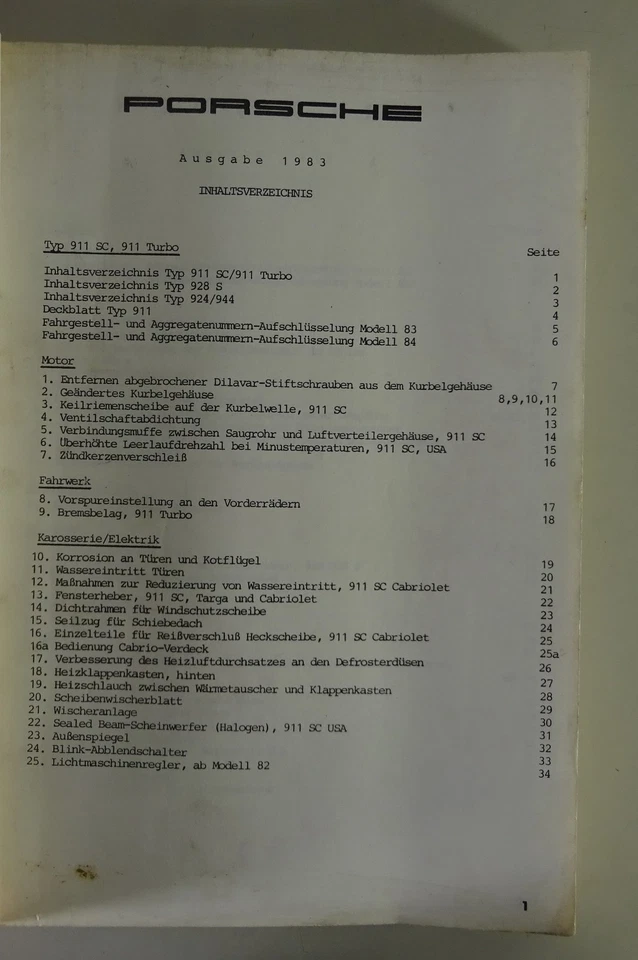 PORSCHE
Ausgabe 1983
INHALTSVERZEICHNIS
Typ 911 SC, 911 Turbo
Seite
Inhaltsverzeichnis Typ 911 SC/911 Turbo 1
Inhaltsverzeichnis Typ 928 S 2
Inhaltsverzeichnis Typ 924/944 3
Deckblatt Typ 911 4
Fahrgestell- und Aggregatenummern-Aufschlüsselung Modell 83 5
Fahrgestell- und Aggregatenummern-Aufschlüsselung Modell 84 6
Motor
1. Entfernen abgebrochener Dilavar-Stiftschrauben aus dem Kurbelgehäuse 7
2. Geändertes Kurbelgehäuse 8,9,10,11
3. Keilriemenscheibe auf der Kurbelwelle, 911 SC 12
4. Ventilschaftabdichtung 13
5. Verbindungsmuffe zwischen Saugrohr und Luftverteilergehäuse, 911 SC 14
6. Überhöhte Leerlaufdrehzahl bei Minustemperaturen, 911 SC, USA 15
7. Zündkerzenverschleiß 16
Fahrwerk
8. Vorspureinstellung an den Vorderrädern 17
9. Bremsbelag, 911 Turbo 18
Karosserie/Elektrik
10. Korrosion an Türen und Kotflügel 19
11. Wassereintritt Türen 20
12. Maßnahmen zur Reduzierung von Wassereintritt, 911 SC Cabriolet 21
13. Fensterheber, 911 SC, Targa und Cabriolet 22
14. Dichtrahmen für Windschutzscheibe 23
15. Seilzug für Schiebedach 24
16. Einzelteile für Reißverschluß Heckscheibe, 911 SC Cabriolet 25
16a Bedienung Cabrio-Verdeck 25a
17. Verbesserung des Heizluftdurchsatzes an den Defrosterdüsen 26
18. Heizklappenkasten, hinten 27
19. Heizschlauch zwischen Wärmetauscher und Klappenkasten 28
20. Scheibenwischerblatt 29
21. Wischeranlage 30
22. Sealed Beam-Scheinwerfer (Halogen), 911 SC USA 31
23. Außenspiegel 32
24. Blink-Abblendschalter 33
25. Lichtmaschinenregler, ab Modell 82 34
1